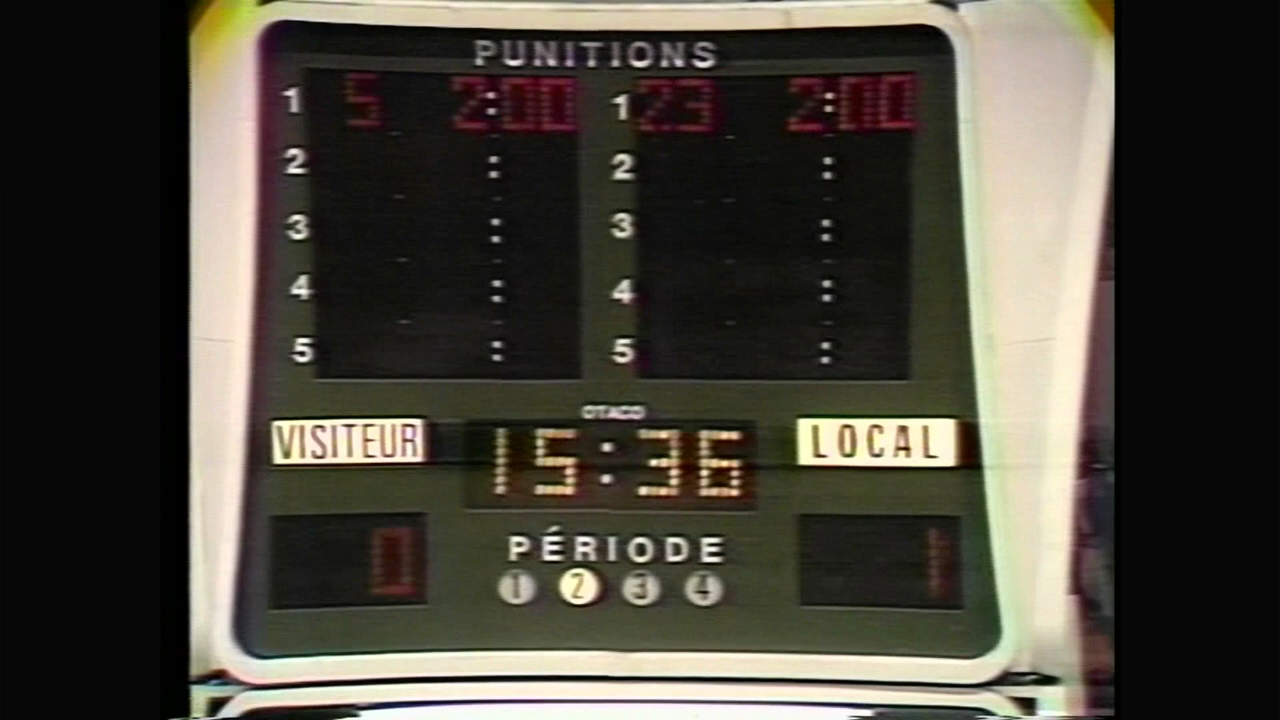 PUNITIONS
1 5 2:00 1 23 2:00
2 : 2 :
3 : 3 :
4 : 4 :
5 : 5 :
OTACO
VISITEUR 15:36 LOCAL
0 PÉRIODE 1
1 2 3 4